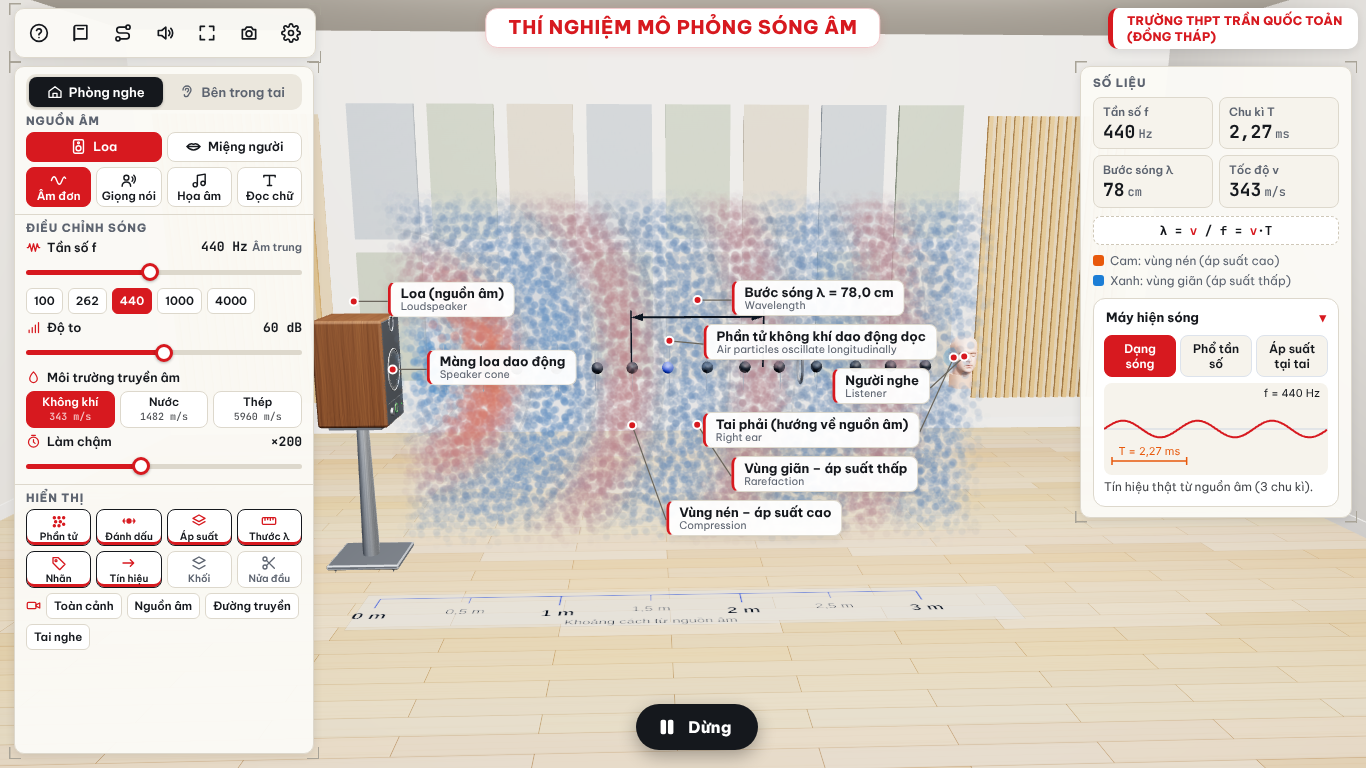 THÍ NGHIỆM MÔ PHỎNG SÓNG ÂM
TRƯỜNG THPT TRẦN QUỐC TOẢN
(ĐỒNG THÁP)
Phòng nghe
Bên trong tai
NGUỒN ÂM
Loa
Miệng người
Âm đơn
Giọng nói
Họa âm
Đọc chữ
ĐIỀU CHỈNH SÓNG
Tần số f
440 Hz Âm trung
100
262
440
1000
4000
Độ to
60 dB
Môi trường truyền âm
Không khí
343 m/s
Nước
1482 m/s
Thép
5960 m/s
Làm chậm
×200
HIỂN THỊ
Phần tử
Đánh dấu
Áp suất
Thước λ
Nhãn
Tín hiệu
Khối
Nửa đầu
Toàn cảnh
Nguồn âm
Đường truyền
Tai nghe
Loa (nguồn âm)
Loudspeaker
Màng loa dao động
Speaker cone
Bước sóng λ = 78,0 cm
Wavelength
Phần tử không khí dao động dọc
Air particles oscillate longitudinally
Người nghe
Listener
Tai phải (hướng về nguồn âm)
Right ear
Vùng giãn – áp suất thấp
Rarefaction
Vùng nén – áp suất cao
Compression
0 m
0,5 m
1 m
1,5 m
2 m
2,5 m
3 m
Khoảng cách từ nguồn âm
Dừng
SỐ LIỆU
Tần số f
440 Hz
Chu kì T
2,27 ms
Bước sóng λ
78 cm
Tốc độ v
343 m/s
λ = v / f = v·T
Cam: vùng nén (áp suất cao)
Xanh: vùng giãn (áp suất thấp)
Máy hiện sóng
▼
Dạng sóng
Phổ tần số
Áp suất tại tai
f = 440 Hz
T = 2,27 ms
Tín hiệu thật từ nguồn âm (3 chu kì).